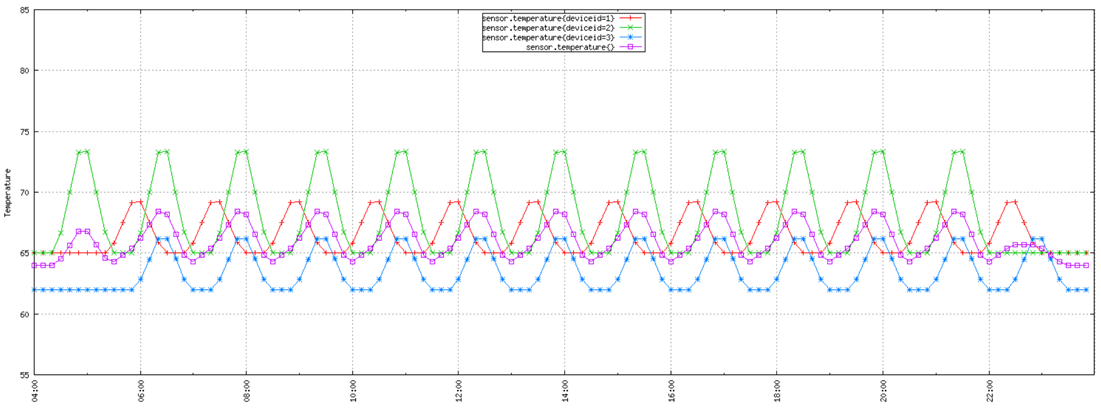 85
sensor.temperature{deviceid=1}
sensor.temperature{deviceid=2}
sensor.temperature{deviceid=3}
sensor.temperature{}
80
75
70
Temperature
65
60
55
04:00 06:00 08:00 10:00 12:00 14:00 16:00 18:00 20:00 22:00